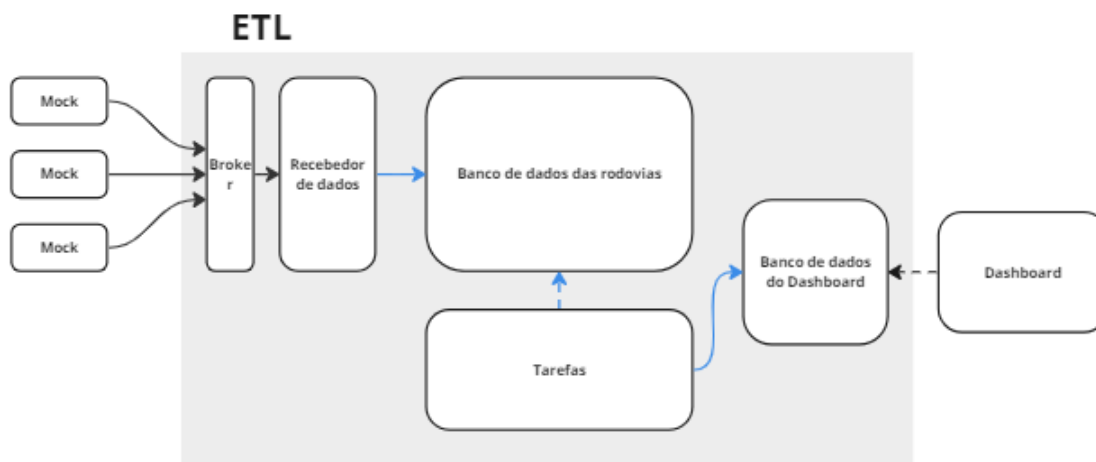 ETL
Mock
Mock
Mock
Broke
r
Recebedor
de dados
Banco de dados das rodovias
Banco de dados
do Dashboard
Dashboard
Tarefas